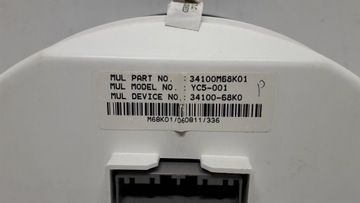 MUL PART NO. : 34100M68K01
MUL MODEL NO. : YC5-001
MUL DEVICE NO.: 34100-68K0
P
M68K01/060811/336